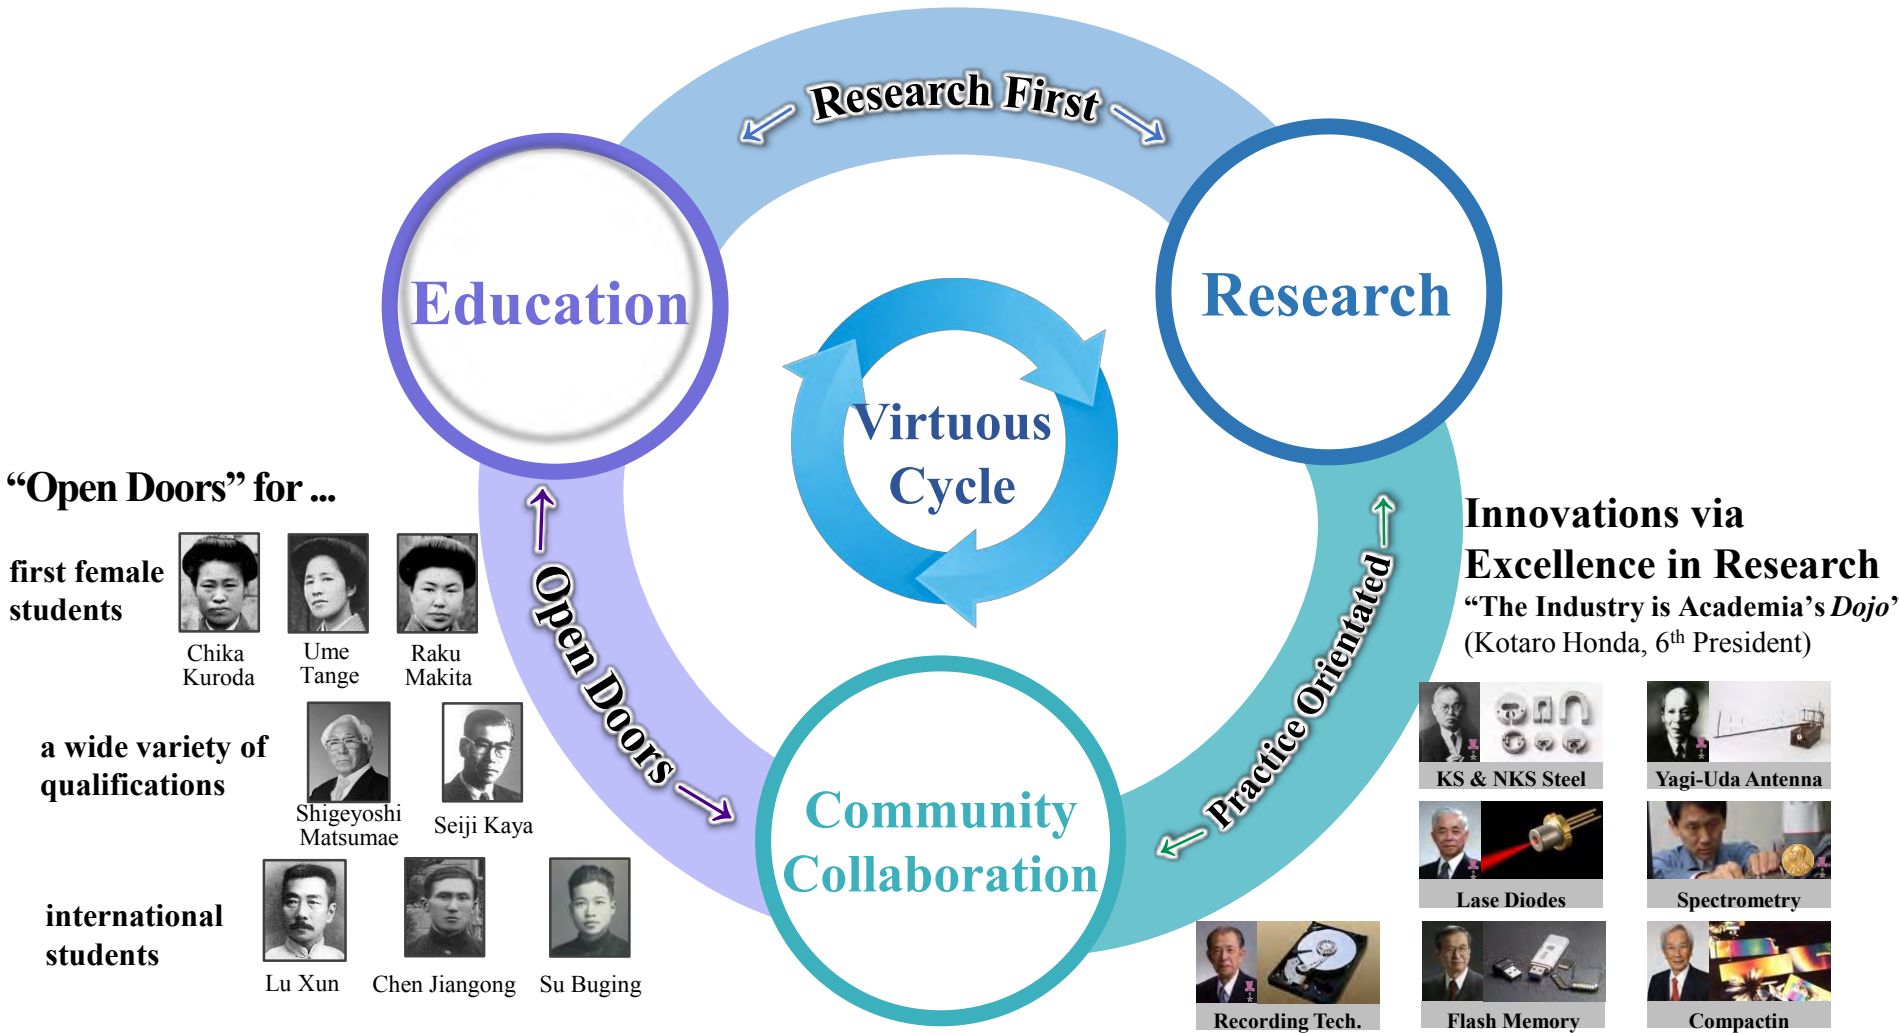 Research First
Education
Research
Virtuous
Cycle
“Open Doors” for ...
first female
students
Chika
Kuroda
Ume
Tange
Raku
Makita
a wide variety of
qualifications
Shigeyoshi
Matsumae
Seiji Kaya
international
students
Lu Xun
Chen Jiangong
Su Buging
Open Doors
Community
Collaboration
Practice Orientated
Innovations via
Excellence in Research
“The Industry is Academia’s Dojo’
(Kotaro Honda, 6th President)
KS & NKS Steel
Yagi-Uda Antenna
Lase Diodes
Spectrometry
Recording Tech.
Flash Memory
Compactin